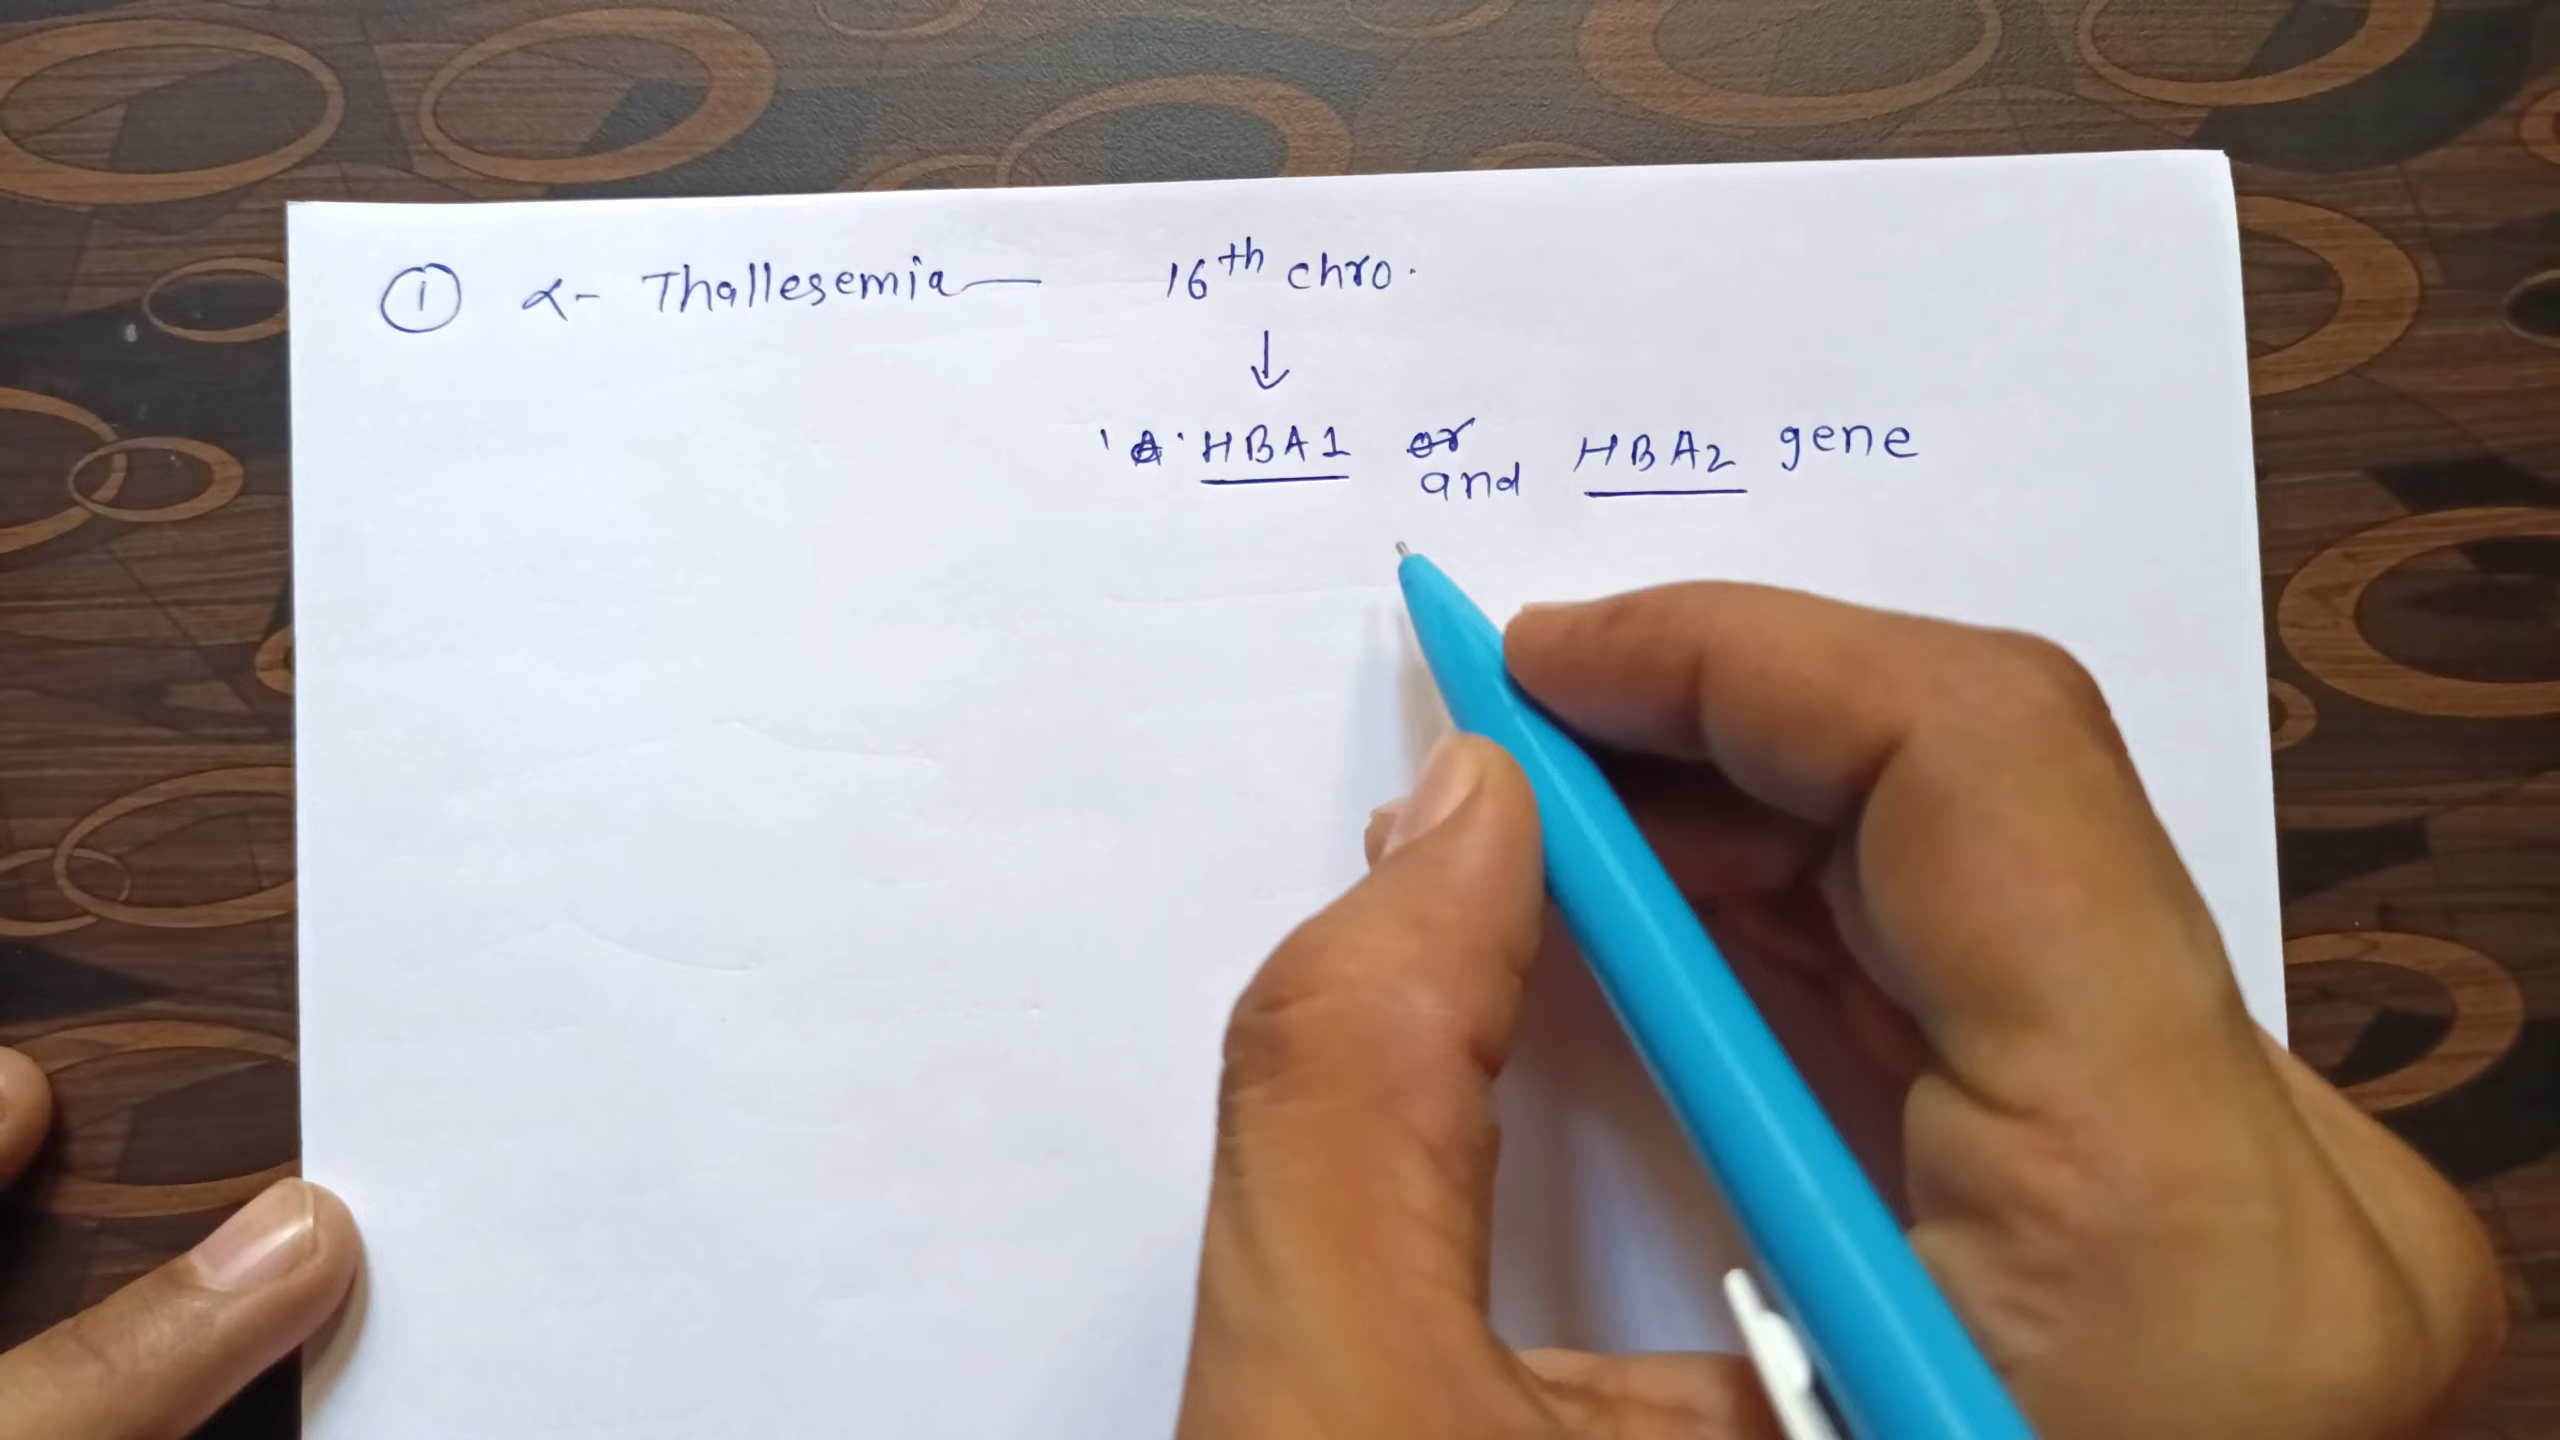 ① α- Thallesemia — 16th chro.
↓
HBA1 or and HBA2 gene